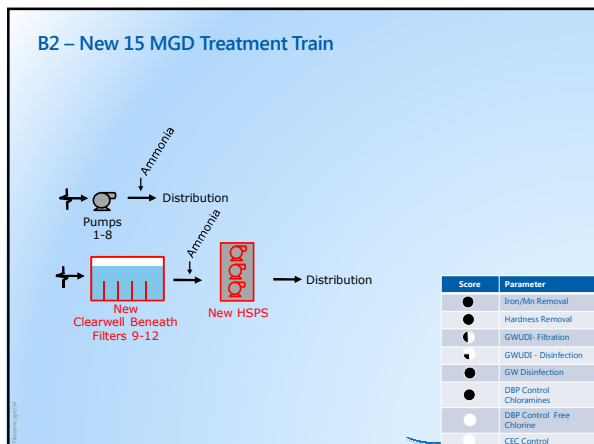 B2 – New 15 MGD Treatment Train
Ammonia
Distribution
Pumps
1-8
Ammonia
Distribution
New
Clearwell Beneath
Filters 9-12
New HSPS
Score Parameter
Iron/Mn Removal
Hardness Removal
GWUDI- Filtration
GWUDI - Disinfection
GW Disinfection
DBP Control
Chloramines
DBP Control Free
Chlorine
CEC Control